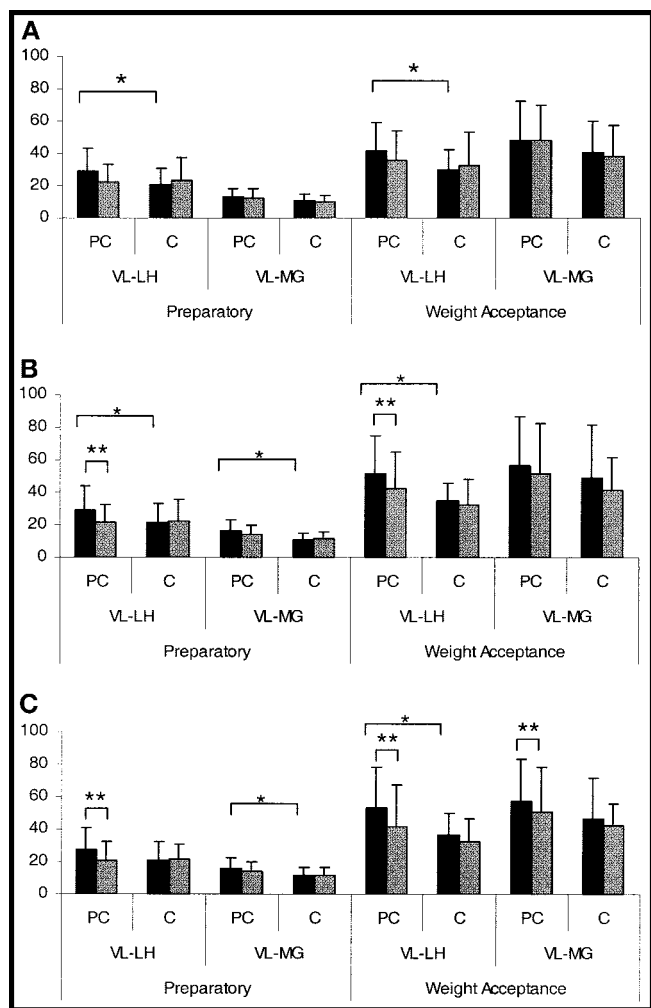 A
100
80
60
40
20
0
* *
PC C PC C PC C PC C
VL-LH VL-MG VL-LH VL-MG
Preparatory Weight Acceptance
B
100
80
60
40
20
0
* ** * * **
PC C PC C PC C PC C
VL-LH VL-MG VL-LH VL-MG
Preparatory Weight Acceptance
C
100
80
60
40
20
0
** * * ** **
PC C PC C PC C PC C
VL-LH VL-MG VL-LH VL-MG
Preparatory Weight Acceptance